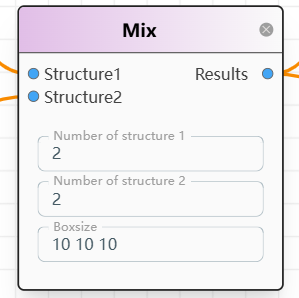 Mix
Structure1 Results
Structure2
Number of structure 1
2
Number of structure 2
2
Boxsize
10 10 10